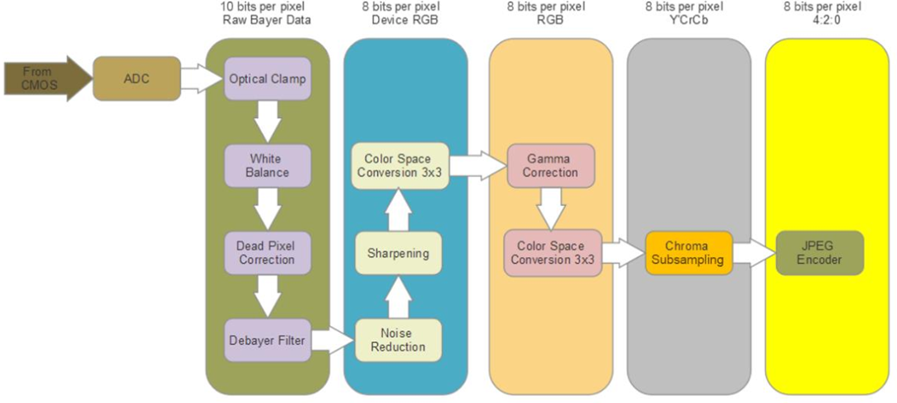 10 bits per pixel
Raw Bayer Data
8 bits per pixel
Device RGB
8 bits per pixel
RGB
8 bits per pixel
Y'CrCb
8 bits per pixel
4:2:0
From
CMOS
ADC
Optical Clamp
White
Balance
Dead Pixel
Correction
Debayer Filter
Color Space
Conversion 3x3
Sharpening
Noise
Reduction
Gamma
Correction
Color Space
Conversion 3x3
Chroma
Subsampling
JPEG
Encoder